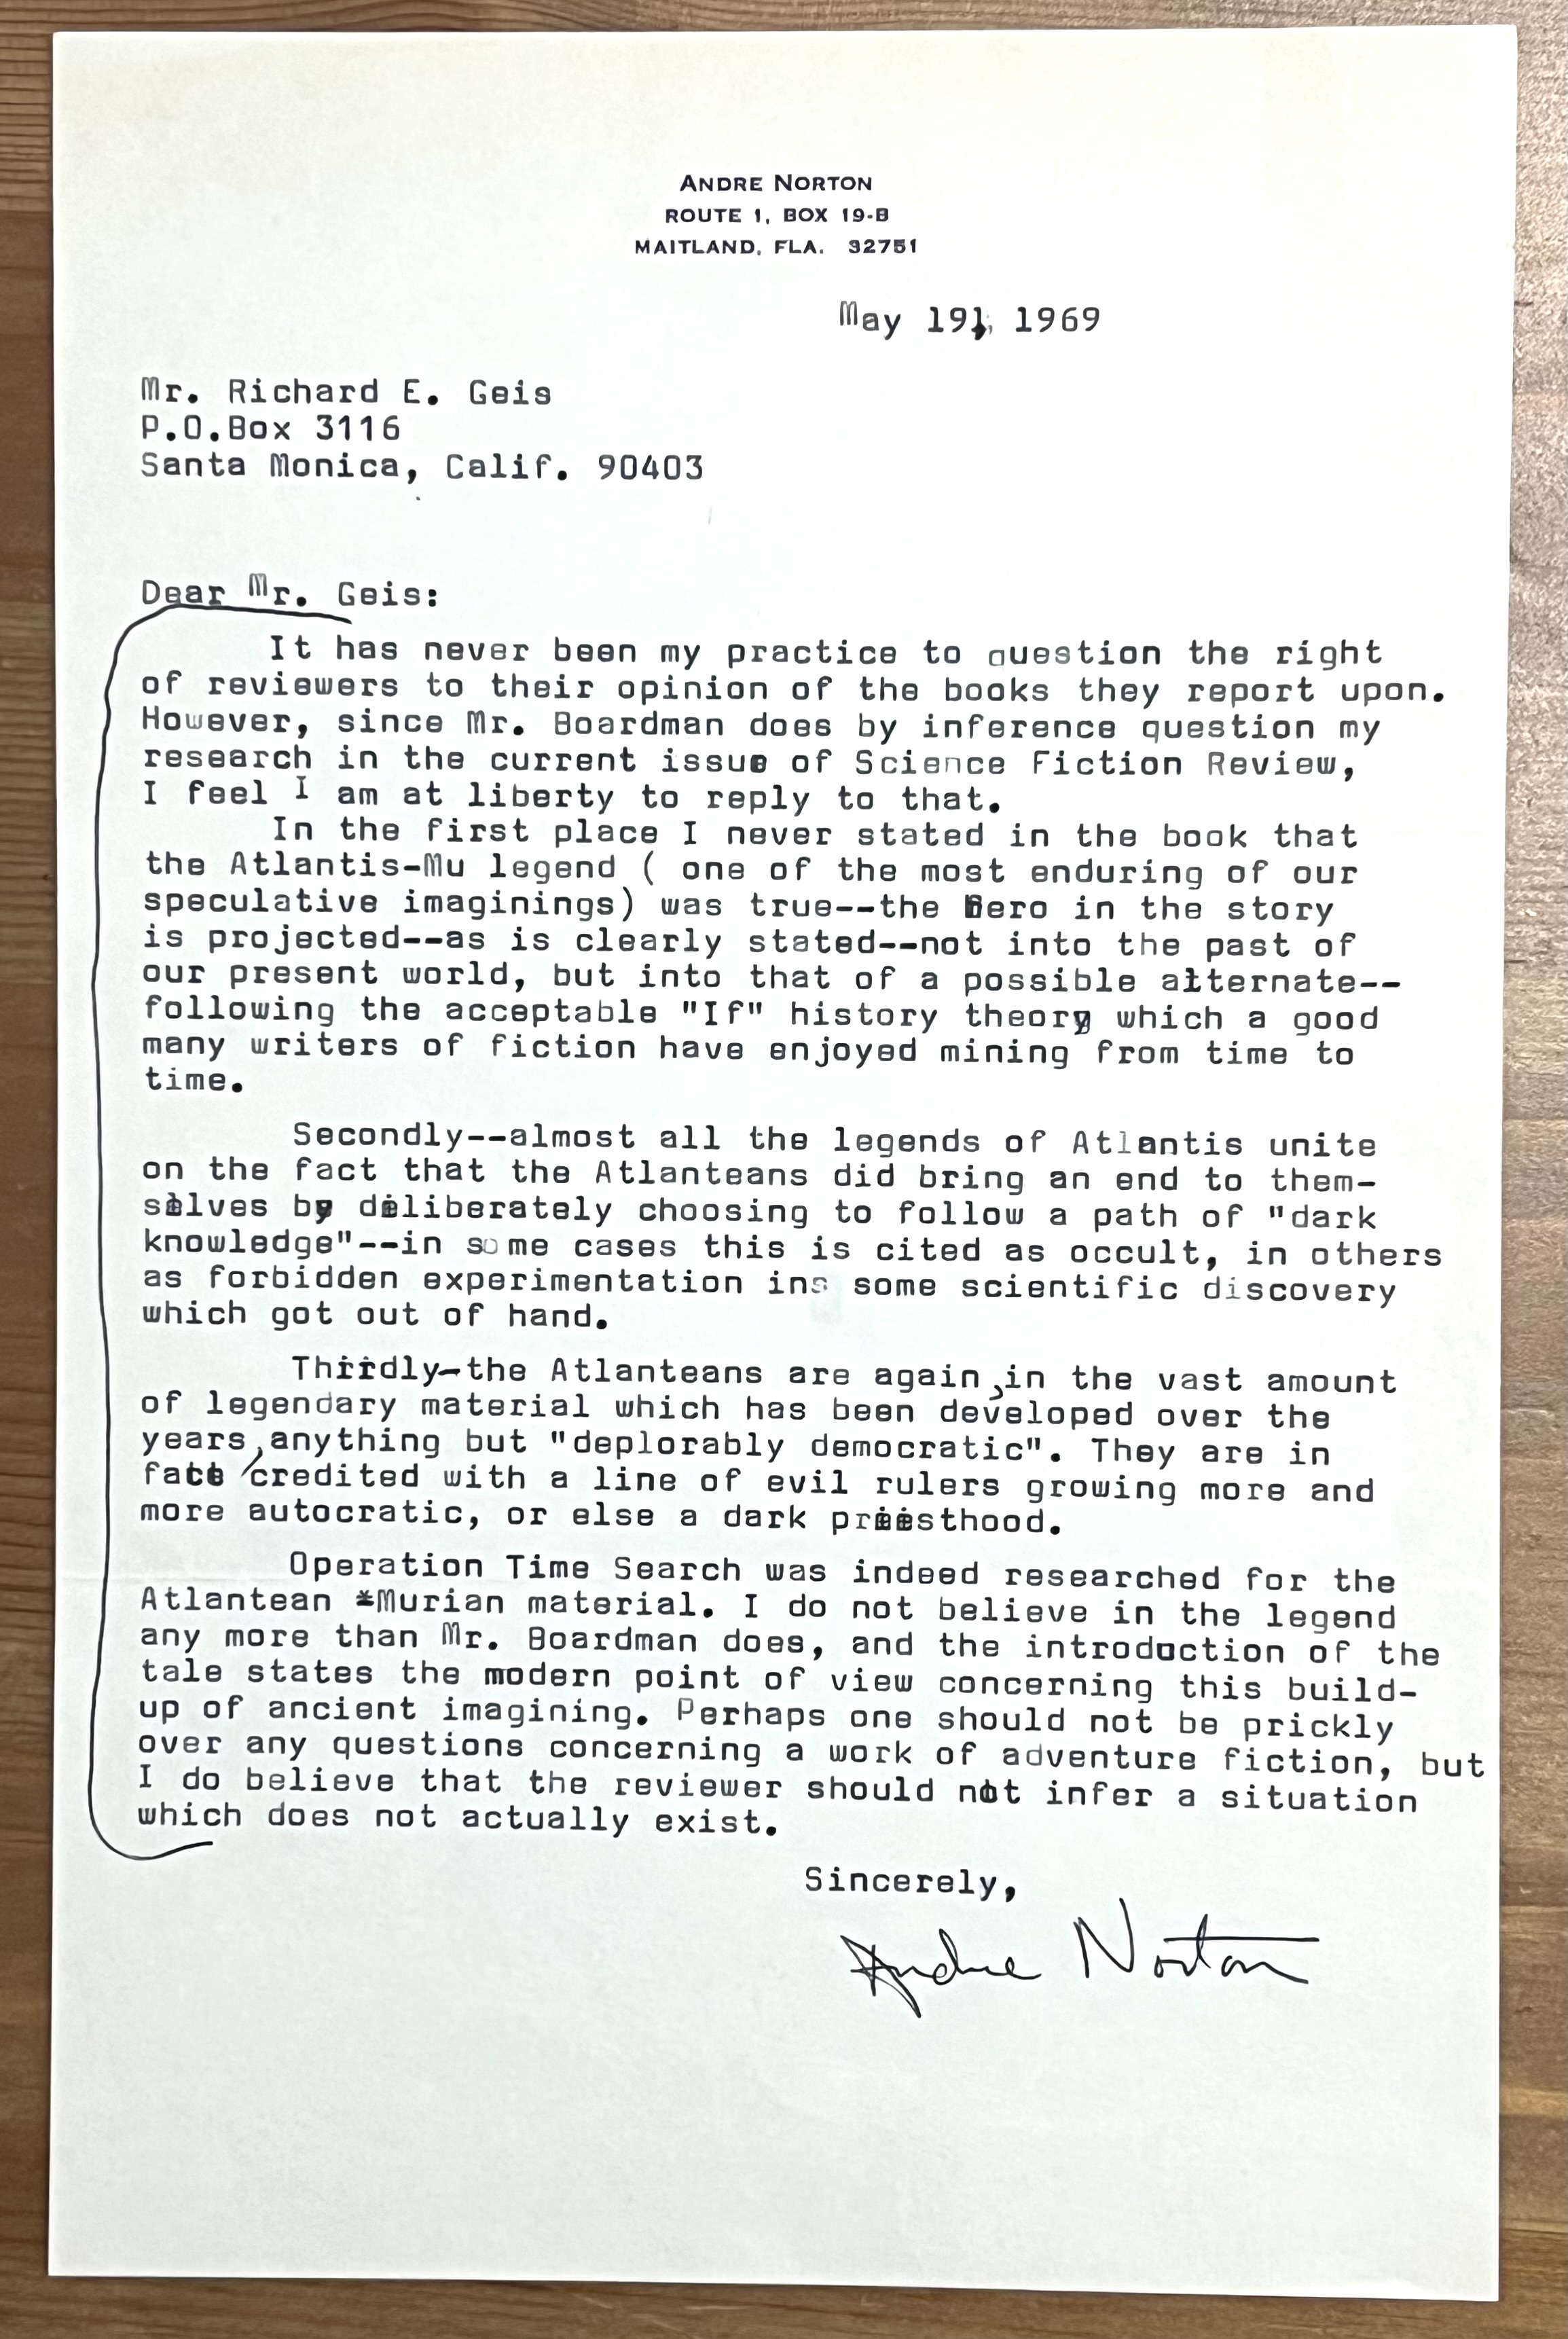 ANDRE NORTON
ROUTE 1, BOX 19-B
MAITLAND, FLA. 32751
May 19, 1969
Mr. Richard E. Geis
P.O.Box 3116
Santa Monica, Calif. 90403
Dear Mr. Geis:
It has never been my practice to question the right
of reviewers to their opinion of the books they report upon.
However, since Mr. Boardman does by inference question my
research in the current issue of Science Fiction Review,
I feel I am at liberty to reply to that.
In the first place I never stated in the book that
the Atlantis-Mu legend ( one of the most enduring of our
speculative imaginings) was true--the hero in the story
is projected--as is clearly stated--not into the past of
our present world, but into that of a possible alternate--
following the acceptable "If" history theory which a good
many writers of fiction have enjoyed mining from time to
time.
Secondly--almost all the legends of Atlantis unite
on the fact that the Atlanteans did bring an end to them-
selves by deliberately choosing to follow a path of "dark
knowledge"--in some cases this is cited as occult, in others
as forbidden experimentation in some scientific discovery
which got out of hand.
Thirdly-the Atlanteans are again, in the vast amount
of legendary material which has been developed over the
years, anything but "deplorably democratic". They are in
fact credited with a line of evil rulers growing more and
more autocratic, or else a dark priesthood.
Operation Time Search was indeed researched for the
Atlantean *Murian material. I do not believe in the legend
any more than Mr. Boardman does, and the introduction of the
tale states the modern point of view concerning this build-
up of ancient imagining. Perhaps one should not be prickly
over any questions concerning a work of adventure fiction, but
I do believe that the reviewer should not infer a situation
which does not actually exist.
Sincerely,
Andre Norton